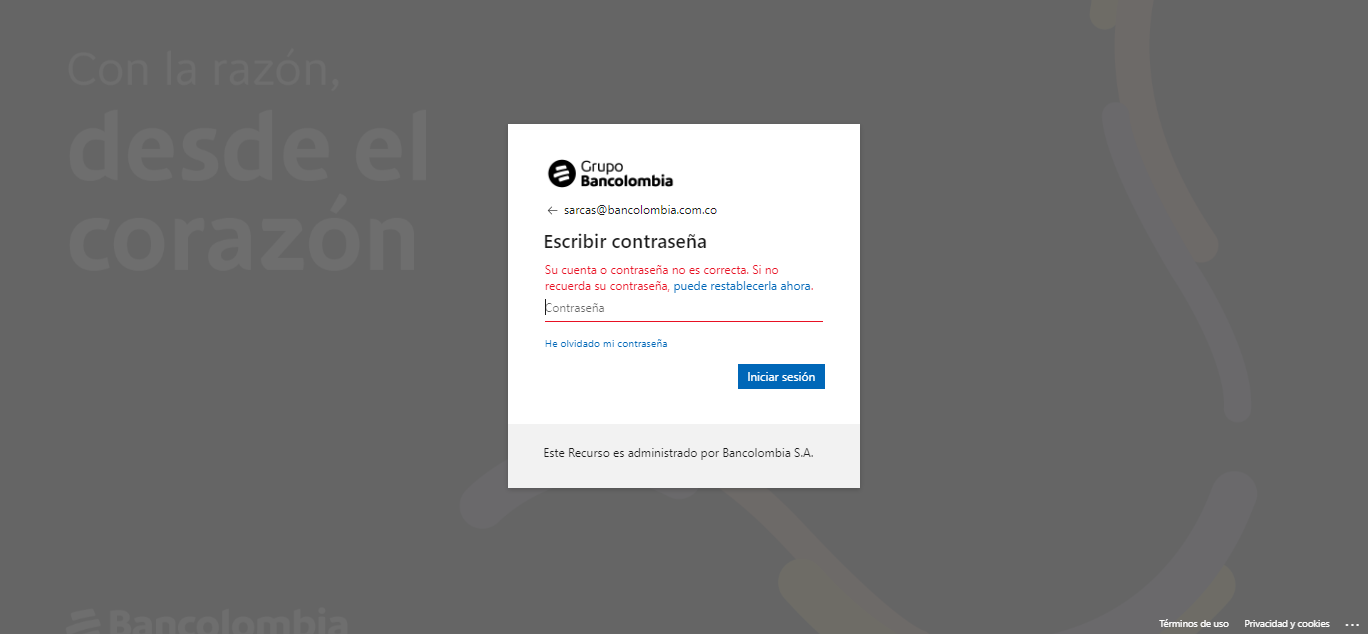 Con la razón,
desde el
corazón
Grupo
Bancolombia
← sarcas@bancolombia.com.co
Escribir contraseña
Su cuenta o contraseña no es correcta. Si no
recuerda su contraseña, puede restablecerla ahora.
Contraseña
He olvidado mi contraseña
Iniciar sesión
Este Recurso es administrado por Bancolombia S.A.
Bancolombia
Términos de uso Privacidad y cookies ...